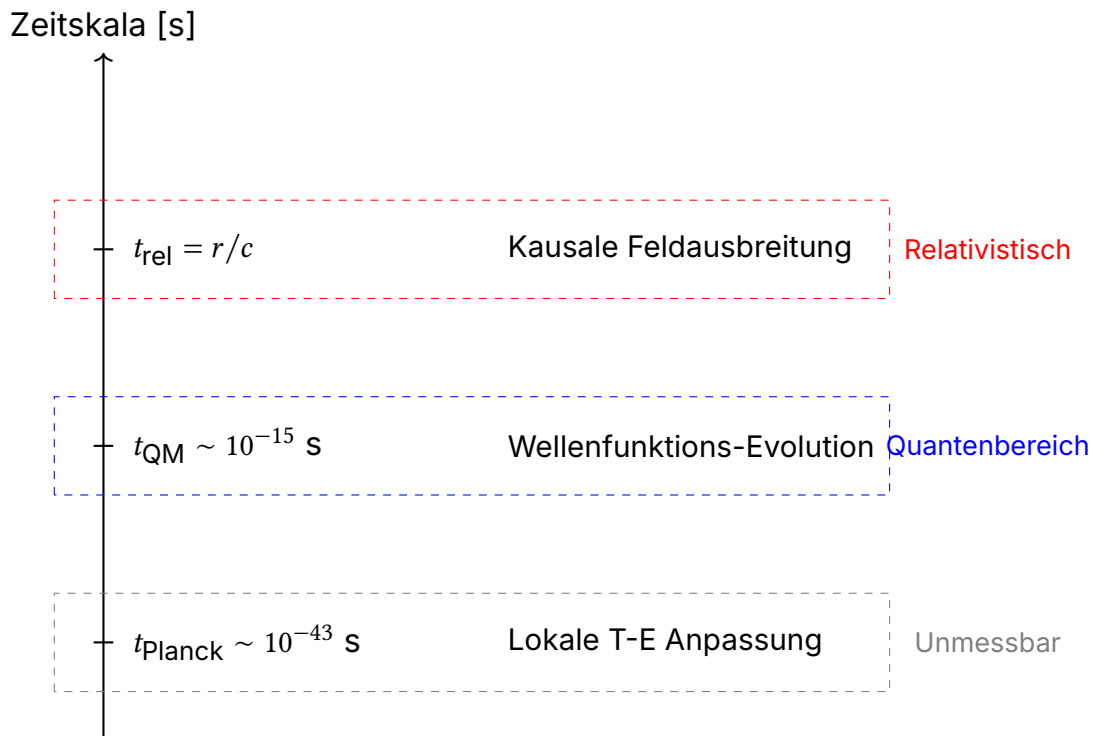 Zeitskala [s]
t_rel = r/c Kausale Feldausbreitung Relativistisch
t_QM ∼ 10⁻¹⁵ s Wellenfunktions-Evolution Quantenbereich
t_Planck ∼ 10⁻⁴³ s Lokale T-E Anpassung Unmessbar